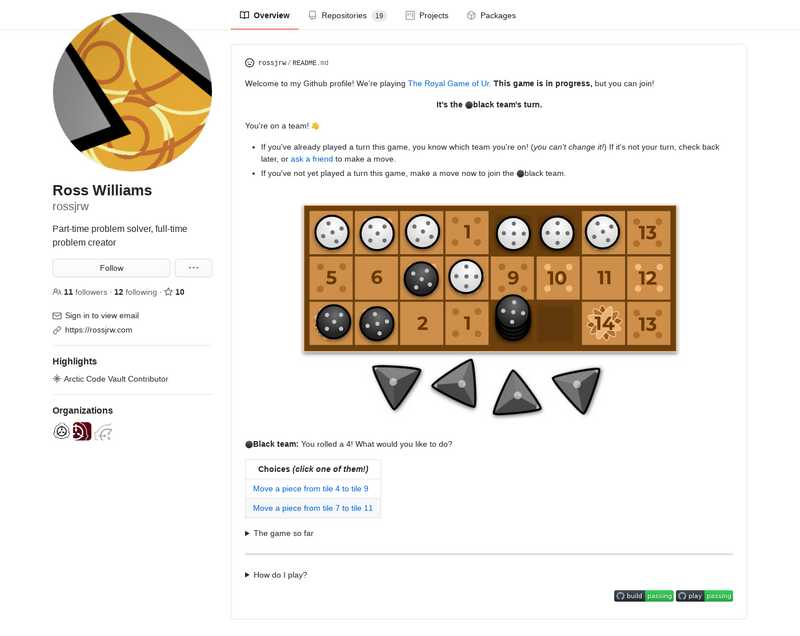 Overview
Repositories 19
Projects
Packages
Ross Williams
rossjrw
Part-time problem solver, full-time
problem creator
Follow
···
11 followers · 12 following · 10
Sign in to view email
https://rossjrw.com
Highlights
Arctic Code Vault Contributor
Organizations
rossjrw/README.md
Welcome to my Github profile! We're playing The Royal Game of Ur. This game is in progress, but you can join!
It's the black team's turn.
You're on a team! 👋
• If you've already played a turn this game, you know which team you're on! (you can't change it!) If it's not your turn, check back
later, or ask a friend to make a move.
• If you've not yet played a turn this game, make a move now to join the black team.
1 13
5 6 9 10 11 12
2 1 14 13
Black team: You rolled a 4! What would you like to do?
Choices (click one of them!)
Move a piece from tile 4 to tile 9
Move a piece from tile 7 to tile 11
The game so far
How do I play?
build passing play passing